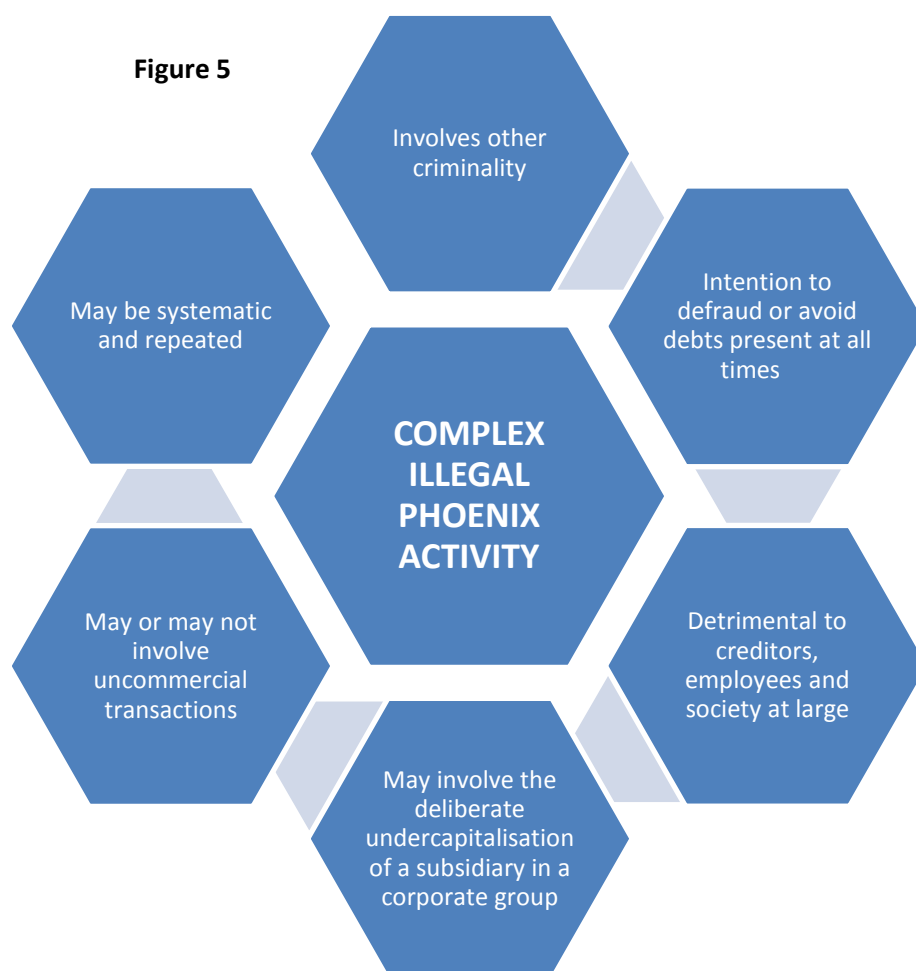 Figure 5
Involves other
criminality
Intention to
defraud or avoid
debts present at all
times
Detrimental to
creditors,
employees and
society at large
May involve the
deliberate
undercapitalisation
of a subsidiary in a
corporate group
May or may not
involve
uncommercial
transactions
May be systematic
and repeated
COMPLEX
ILLEGAL
PHOENIX
ACTIVITY